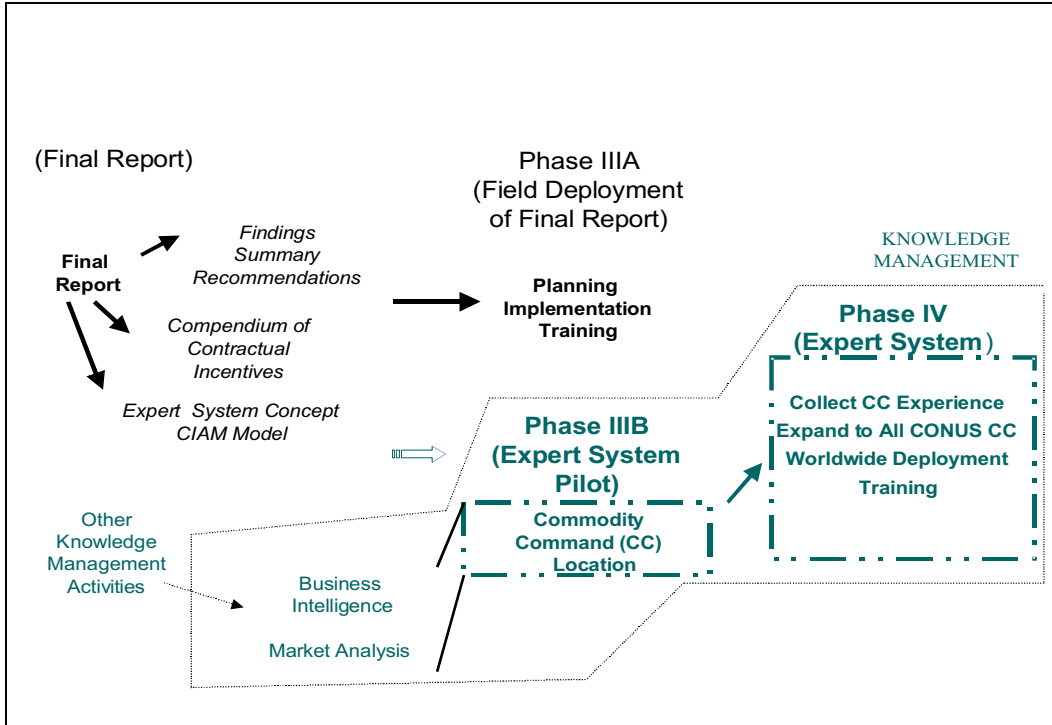 (Final Report)
Final
Report
Findings
Summary
Recommendations
Compendium of
Contractual
Incentives
Expert System Concept
CIAM Model
Phase IIIA
(Field Deployment
of Final Report)
Planning
Implementation
Training
KNOWLEDGE
MANAGEMENT
Phase IV
(Expert System)
Collect CC Experience
Expand to All CONUS CC
Worldwide Deployment
Training
Phase IIIB
(Expert System
Pilot)
Commodity
Command (CC)
Location
Other
Knowledge
Management
Activities
Business
Intelligence
Market Analysis